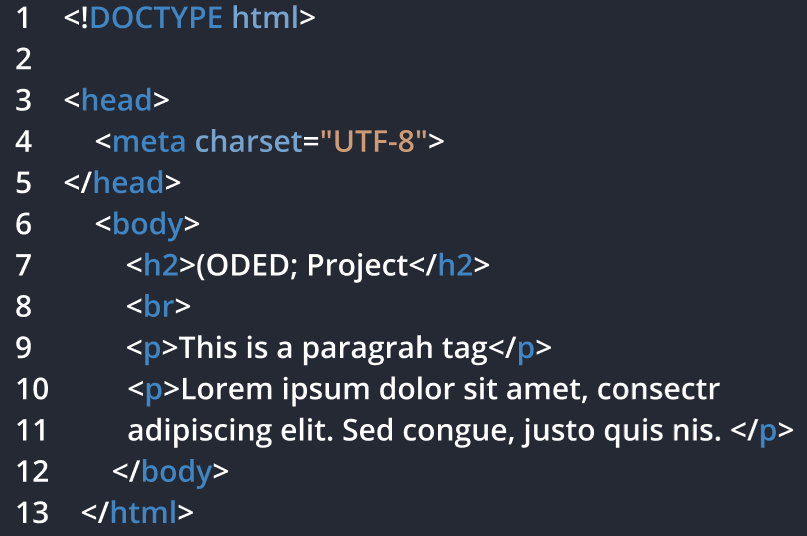 1 <!DOCTYPE html>
2
3 <head>
4 <meta charset="UTF-8">
5 </head>
6 <body>
7 <h2>(ODED; Project</h2>
8 <br>
9 <p>This is a paragrah tag</p>
10 <p>Lorem ipsum dolor sit amet, consectr
11 adipiscing elit. Sed congue, justo quis nis. </p>
12 </body>
13 </html>